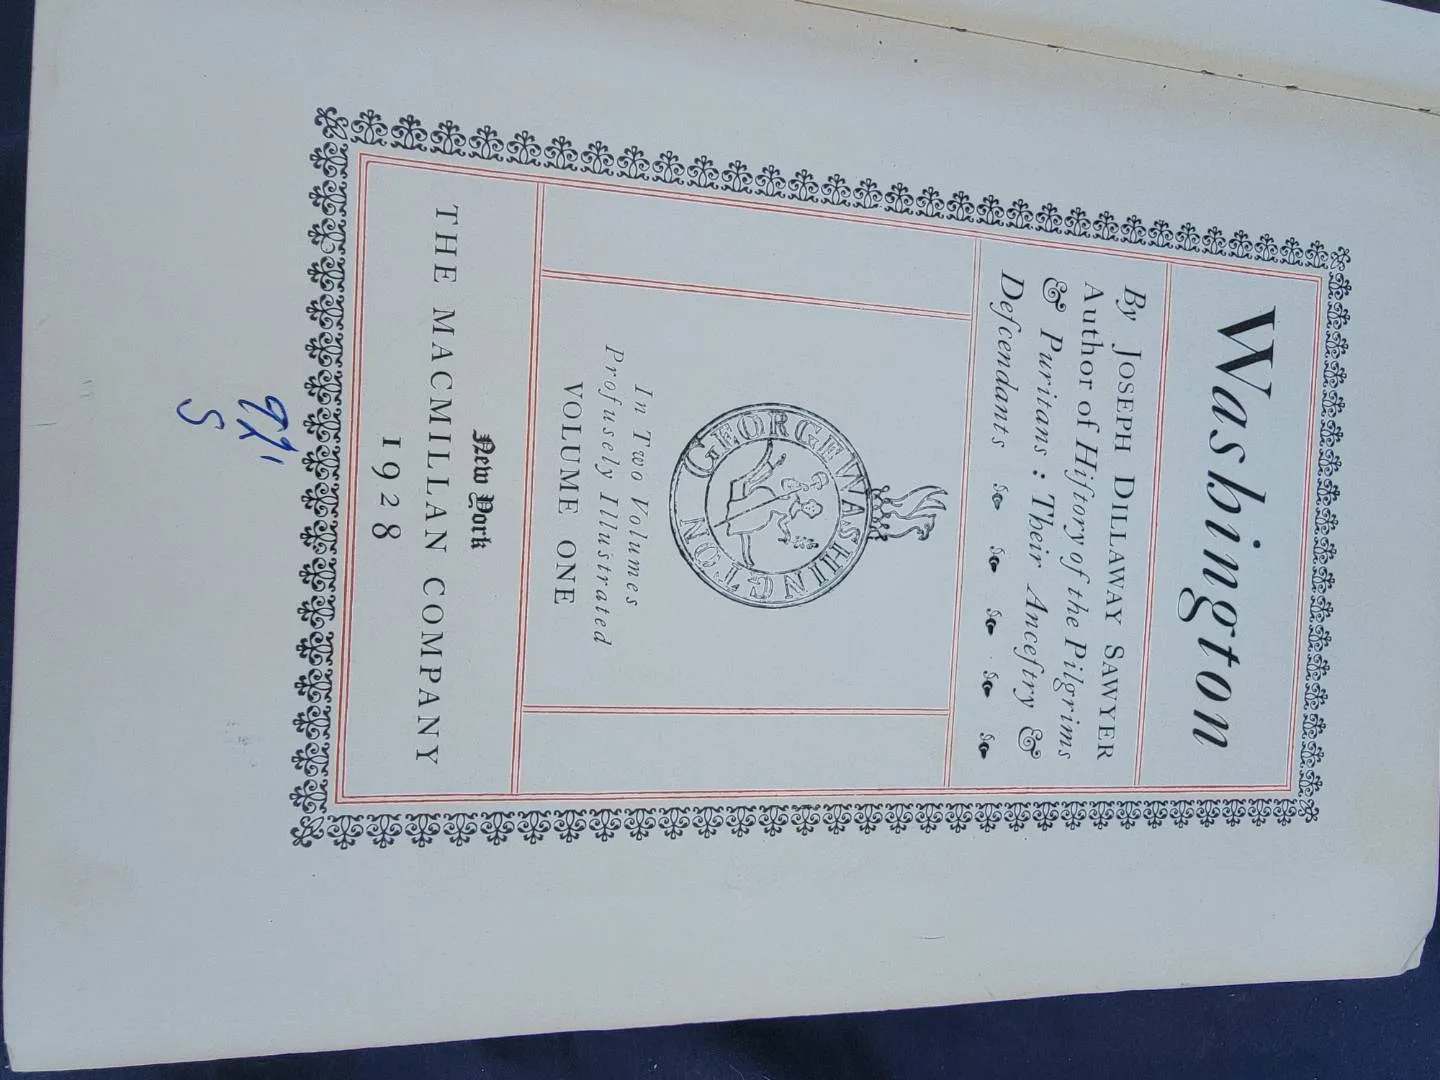 Washington
By JOSEPH DILLAWAY SAWYER
Author of Hiſtory of the Pilgrims
& Puritans : Their Anceſtry &
Deſcendants
GEORGE WASHINGTON
In Two Volumes
Profusely Illustrated
VOLUME ONE
New York
THE MACMILLAN COMPANY
1928